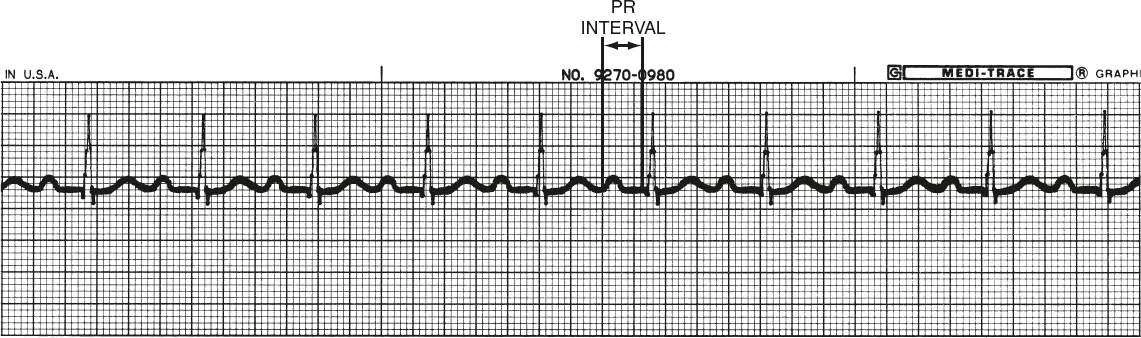 PR
INTERVAL
IN U.S.A.
NO. 9270-0980
G MEDI-TRACE ® GRAPHI